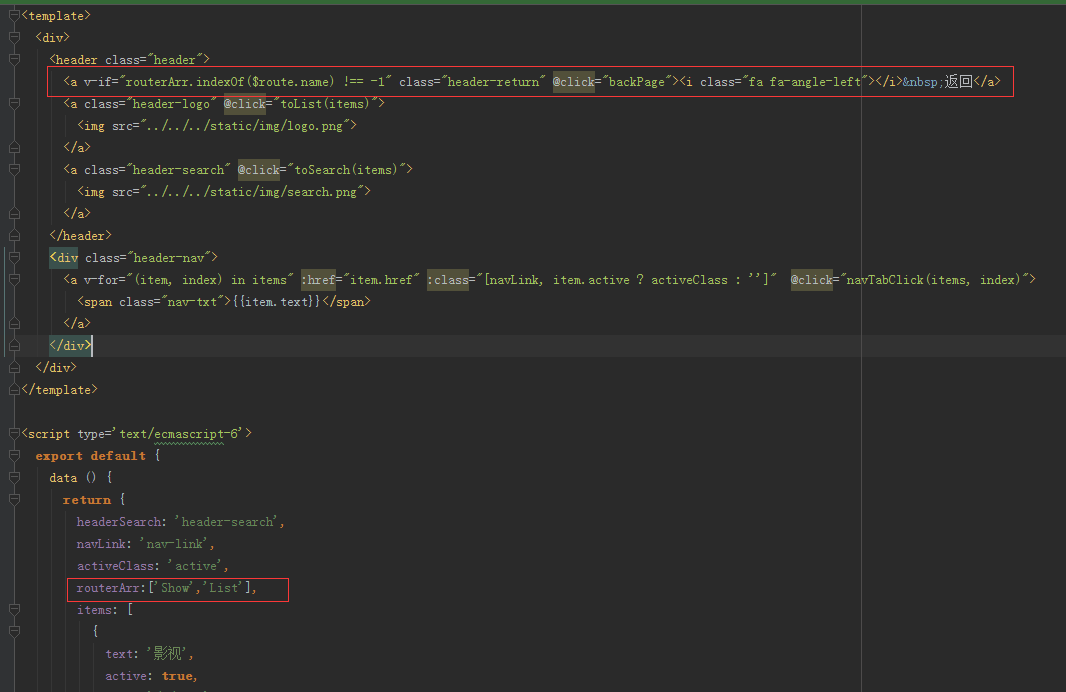 <template>
<div>
<header class="header">
<a v-if="routerArr.indexOf($route.name) !== -1" class="header-return" @click="backPage"><i class="fa fa-angle-left"></i>&nbsp;返回</a>
<a class="header-logo" @click="toList(items)">
<img src="../../../static/img/logo.png">
</a>
<a class="header-search" @click="toSearch(items)">
<img src="../../../static/img/search.png">
</a>
</header>
<div class="header-nav">
<a v-for="(item, index) in items" :href="item.href" :class="[navLink, item.active ? activeClass : '']" @click="navTabClick(items, index)">
<span class="nav-txt">{{item.text}}</span>
</a>
</div>
</div>
</template>
<script type='text/ecmascript-6'>
export default {
data () {
return {
headerSearch: 'header-search',
navLink: 'nav-link',
activeClass: 'active',
routerArr:['Show','List'],
items: [
{
text: '影视',
active: true,